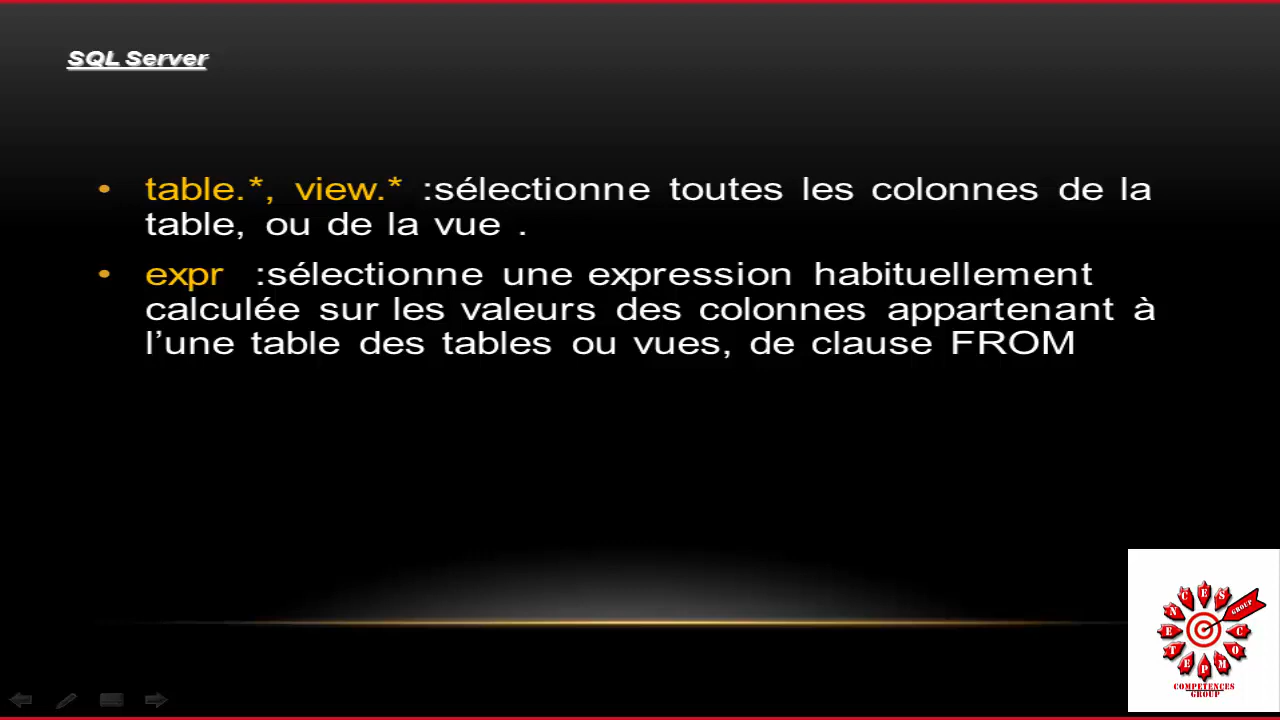 SQL Server
• table.*, view.* :sélectionne toutes les colonnes de la
table, ou de la vue .
• expr :sélectionne une expression habituellement
calculée sur les valeurs des colonnes appartenant à
l’une table des tables ou vues, de clause FROM
COMPETENCES
GROUP
COMPETENCES
GROUP